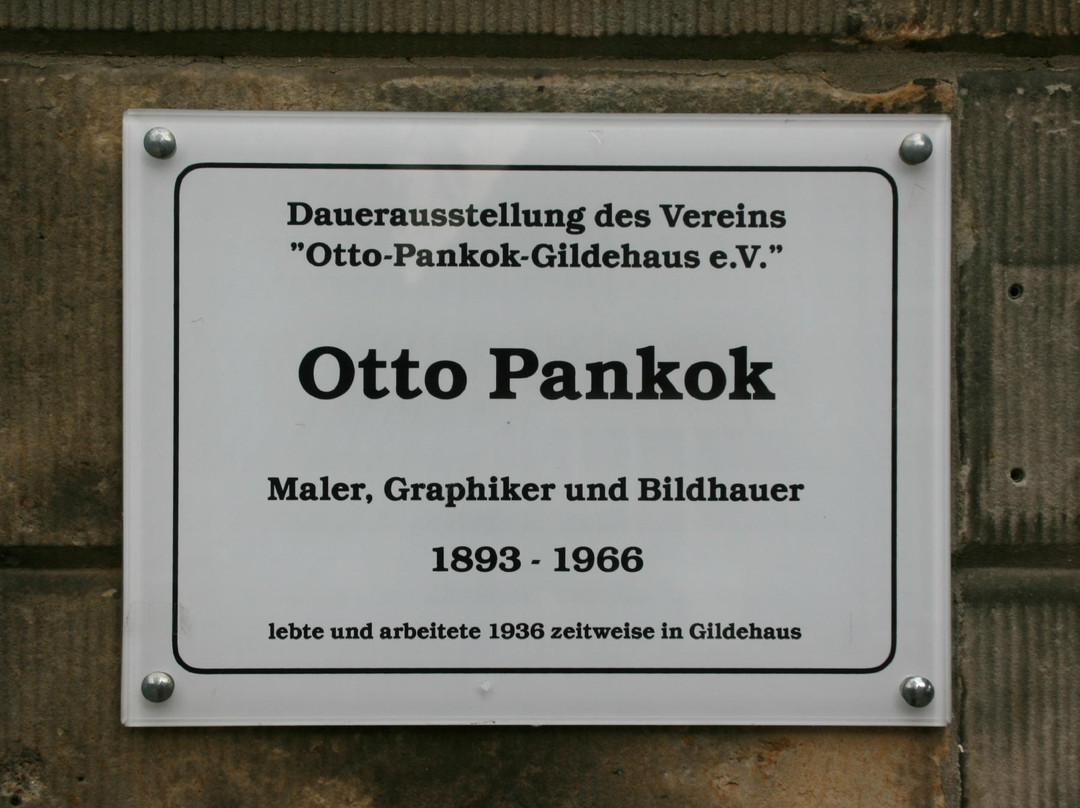 Dauerausstellung des Vereins
”Otto-Pankok-Gildehaus e.V.”
Otto Pankok
Maler, Graphiker und Bildhauer
1893 - 1966
lebte und arbeitete 1936 zeitweise in Gildehaus